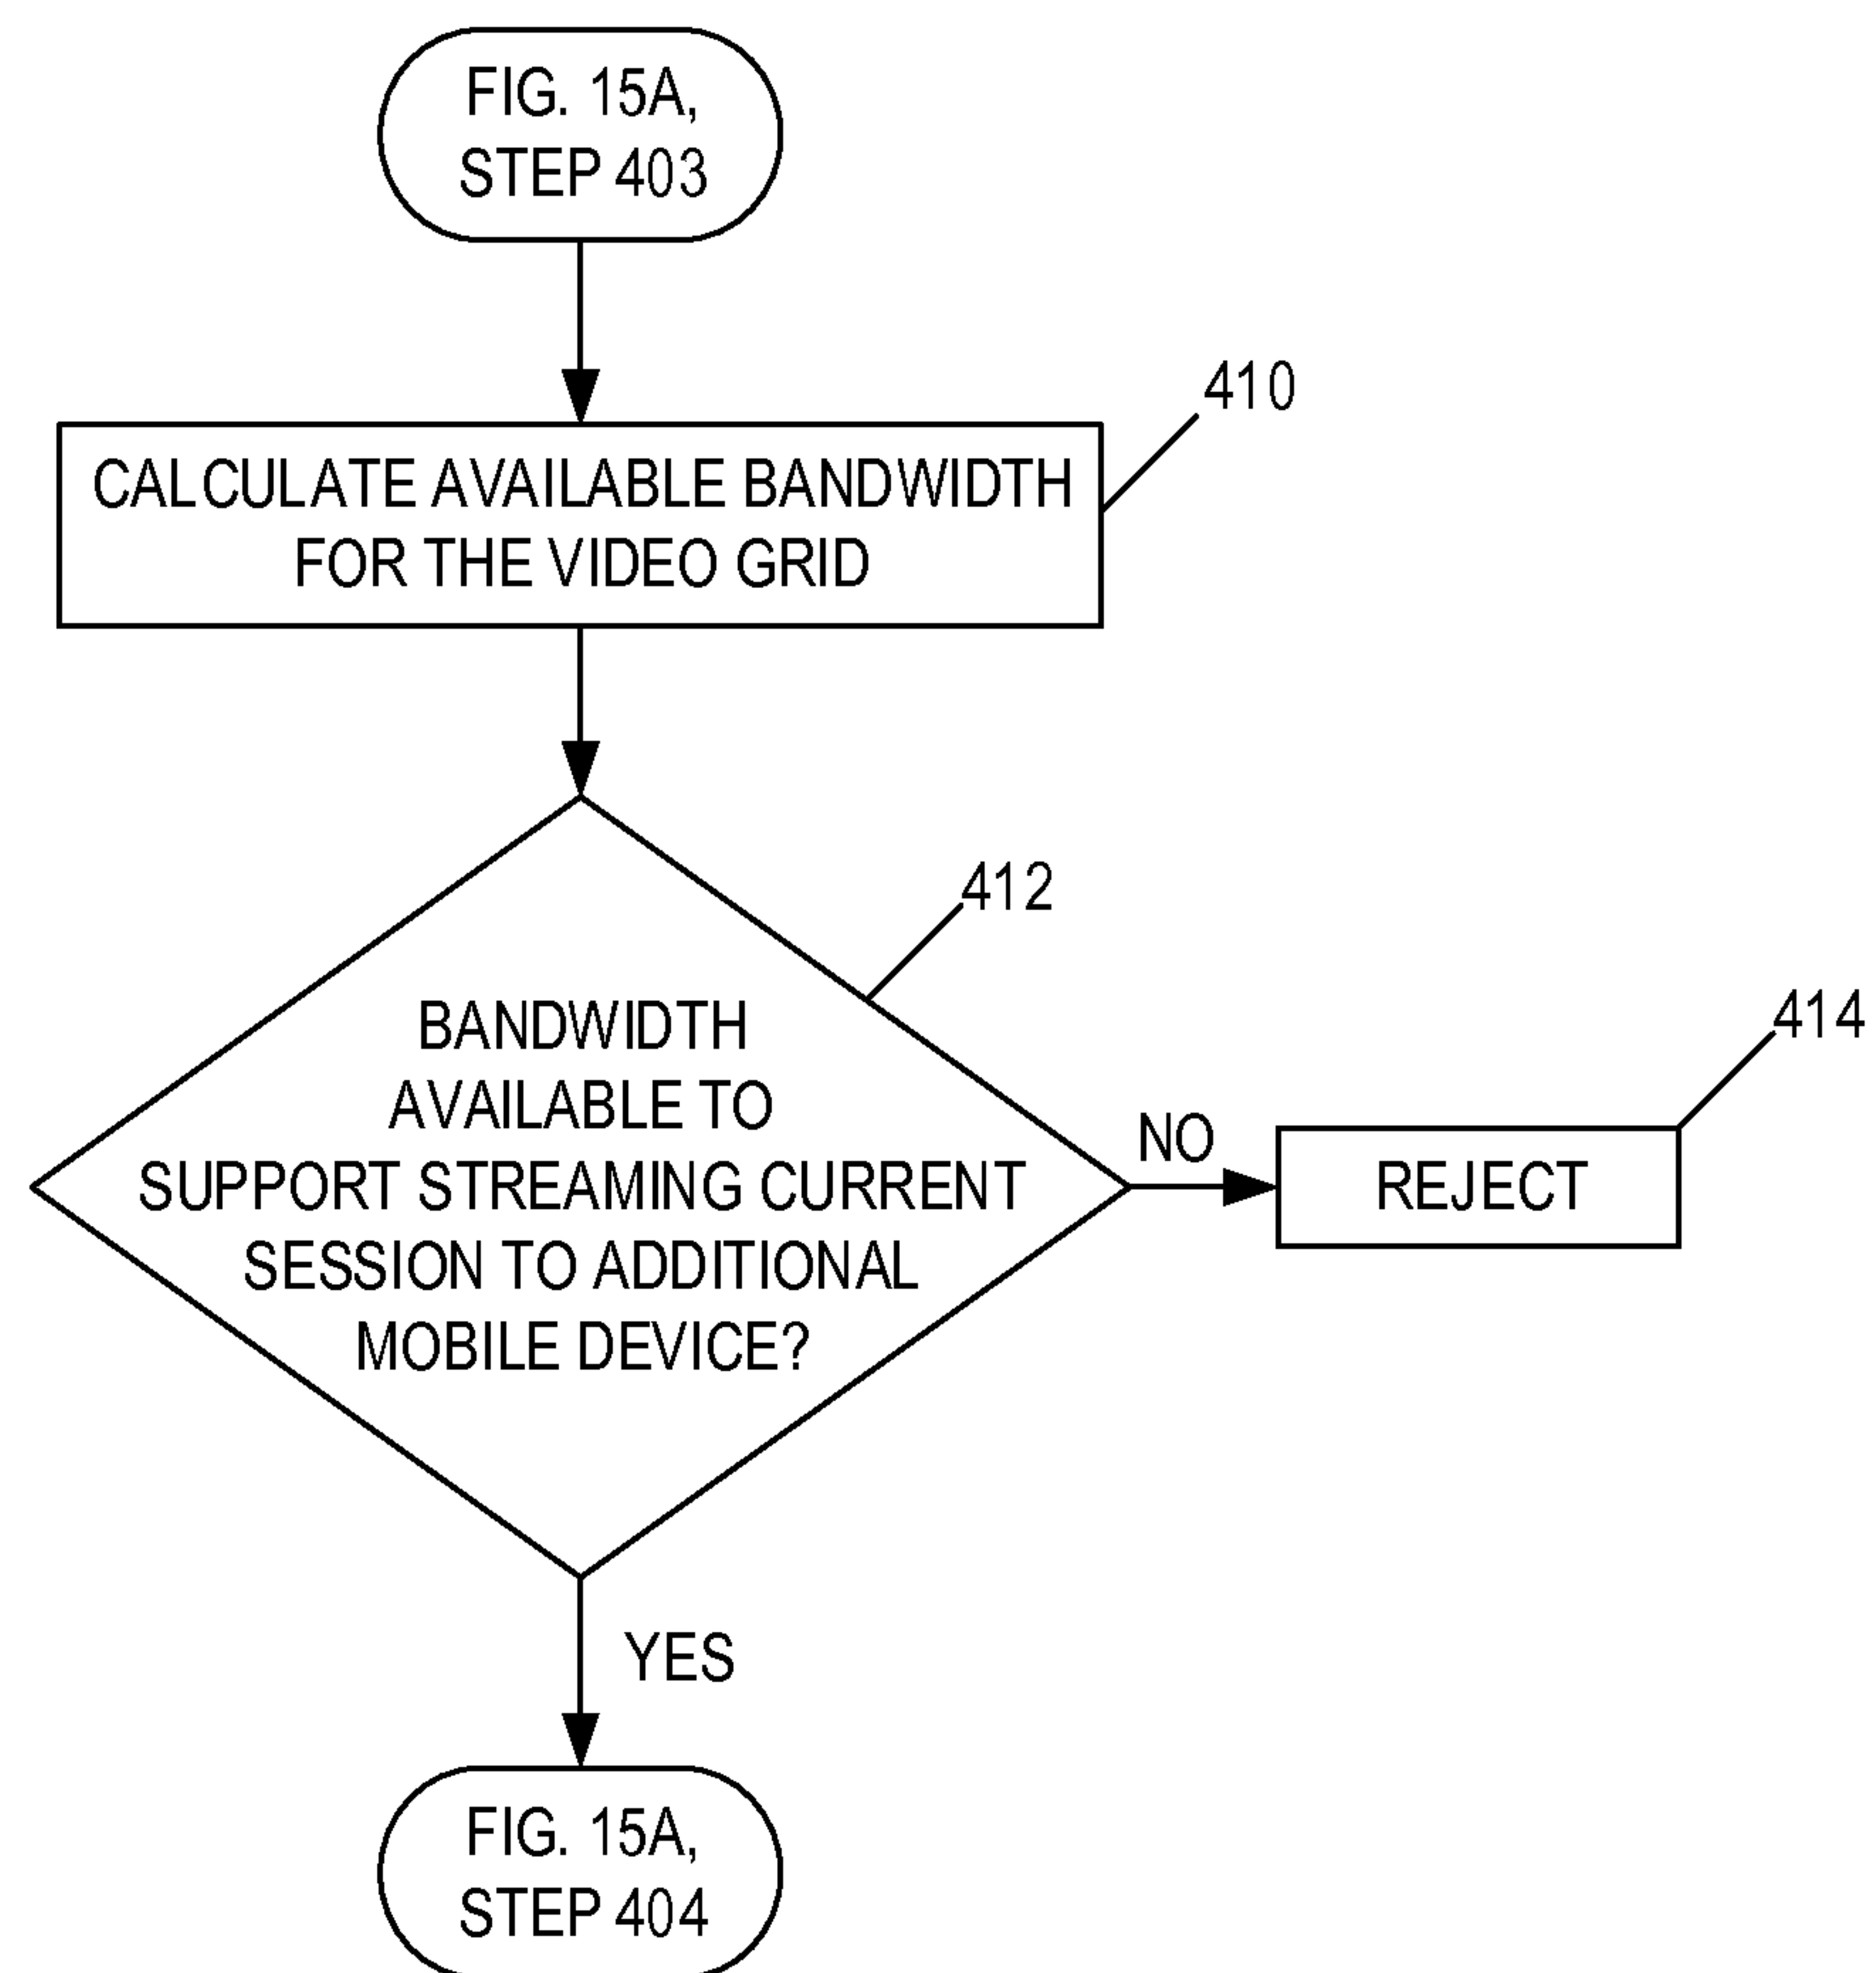 FIG. 15A,
STEP 403
410
CALCULATE AVAILABLE BANDWIDTH
FOR THE VIDEO GRID
412
BANDWIDTH
AVAILABLE TO
SUPPORT STREAMING CURRENT
SESSION TO ADDITIONAL
MOBILE DEVICE?
414
NO
REJECT
YES
FIG. 15A,
STEP 404